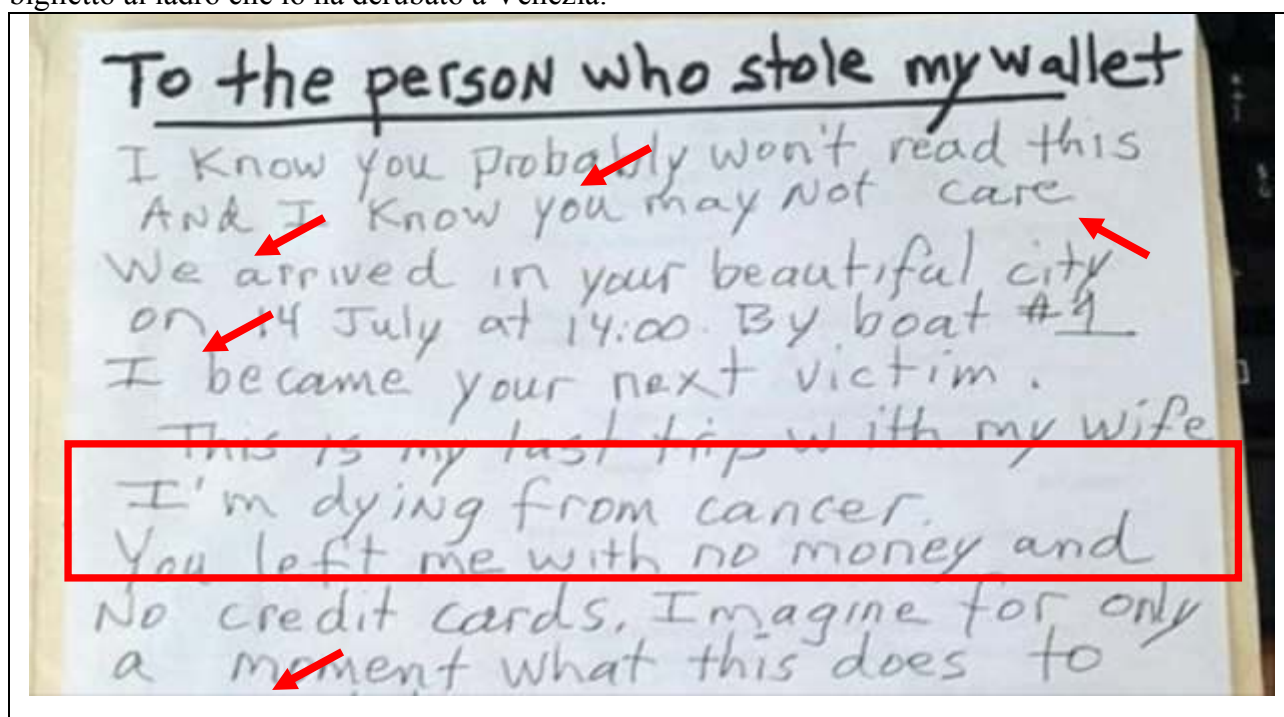 biglietto al ladro che lo ha derubato a Venezia.
To the person who stole my wallet
I know you probably won't read this
And I know you may Not care
We arrived in your beautiful city
on 14 July at 14:00. By boat #1
I became your next victim.
This is my last trip with my wife
I'm dying from cancer.
You left me with no money and
No credit cards. Imagine for only
a moment what this does to